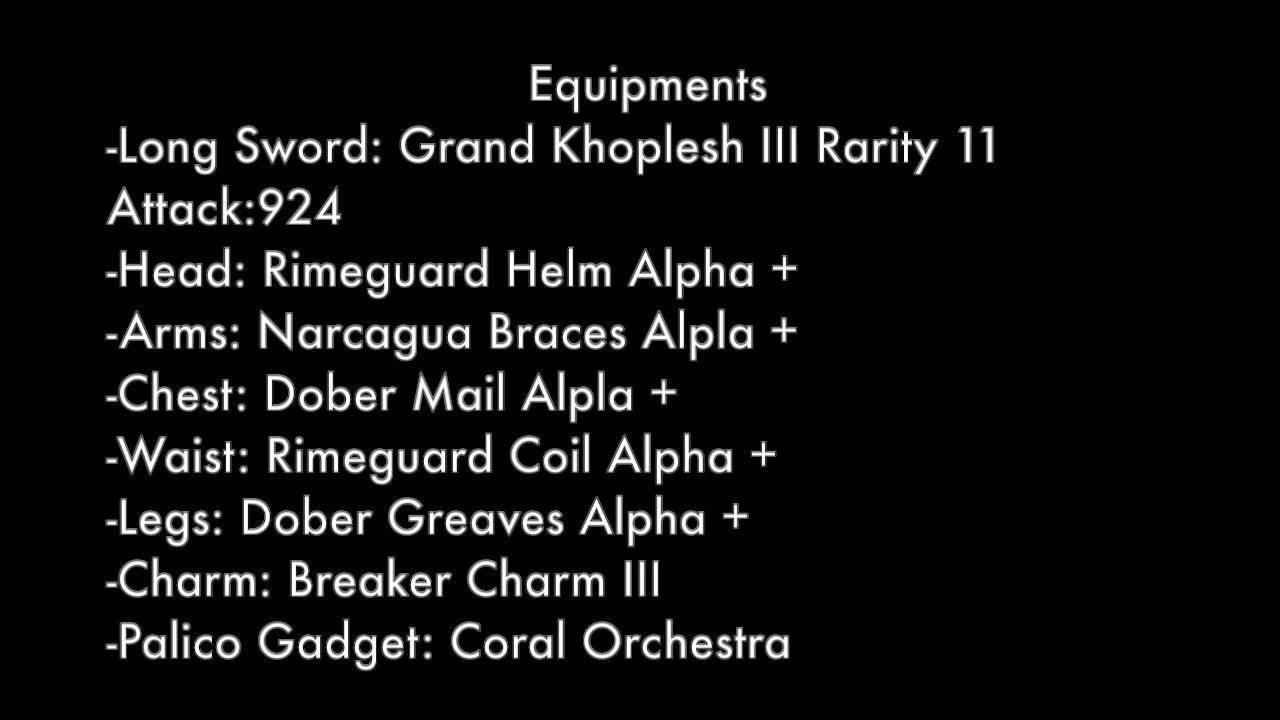 Equipments
-Long Sword: Grand Khoplesh III Rarity 11
Attack:924
-Head: Rimeguard Helm Alpha +
-Arms: Narcagua Braces Alpla +
-Chest: Dober Mail Alpla +
-Waist: Rimeguard Coil Alpha +
-Legs: Dober Greaves Alpha +
-Charm: Breaker Charm III
-Palico Gadget: Coral Orchestra